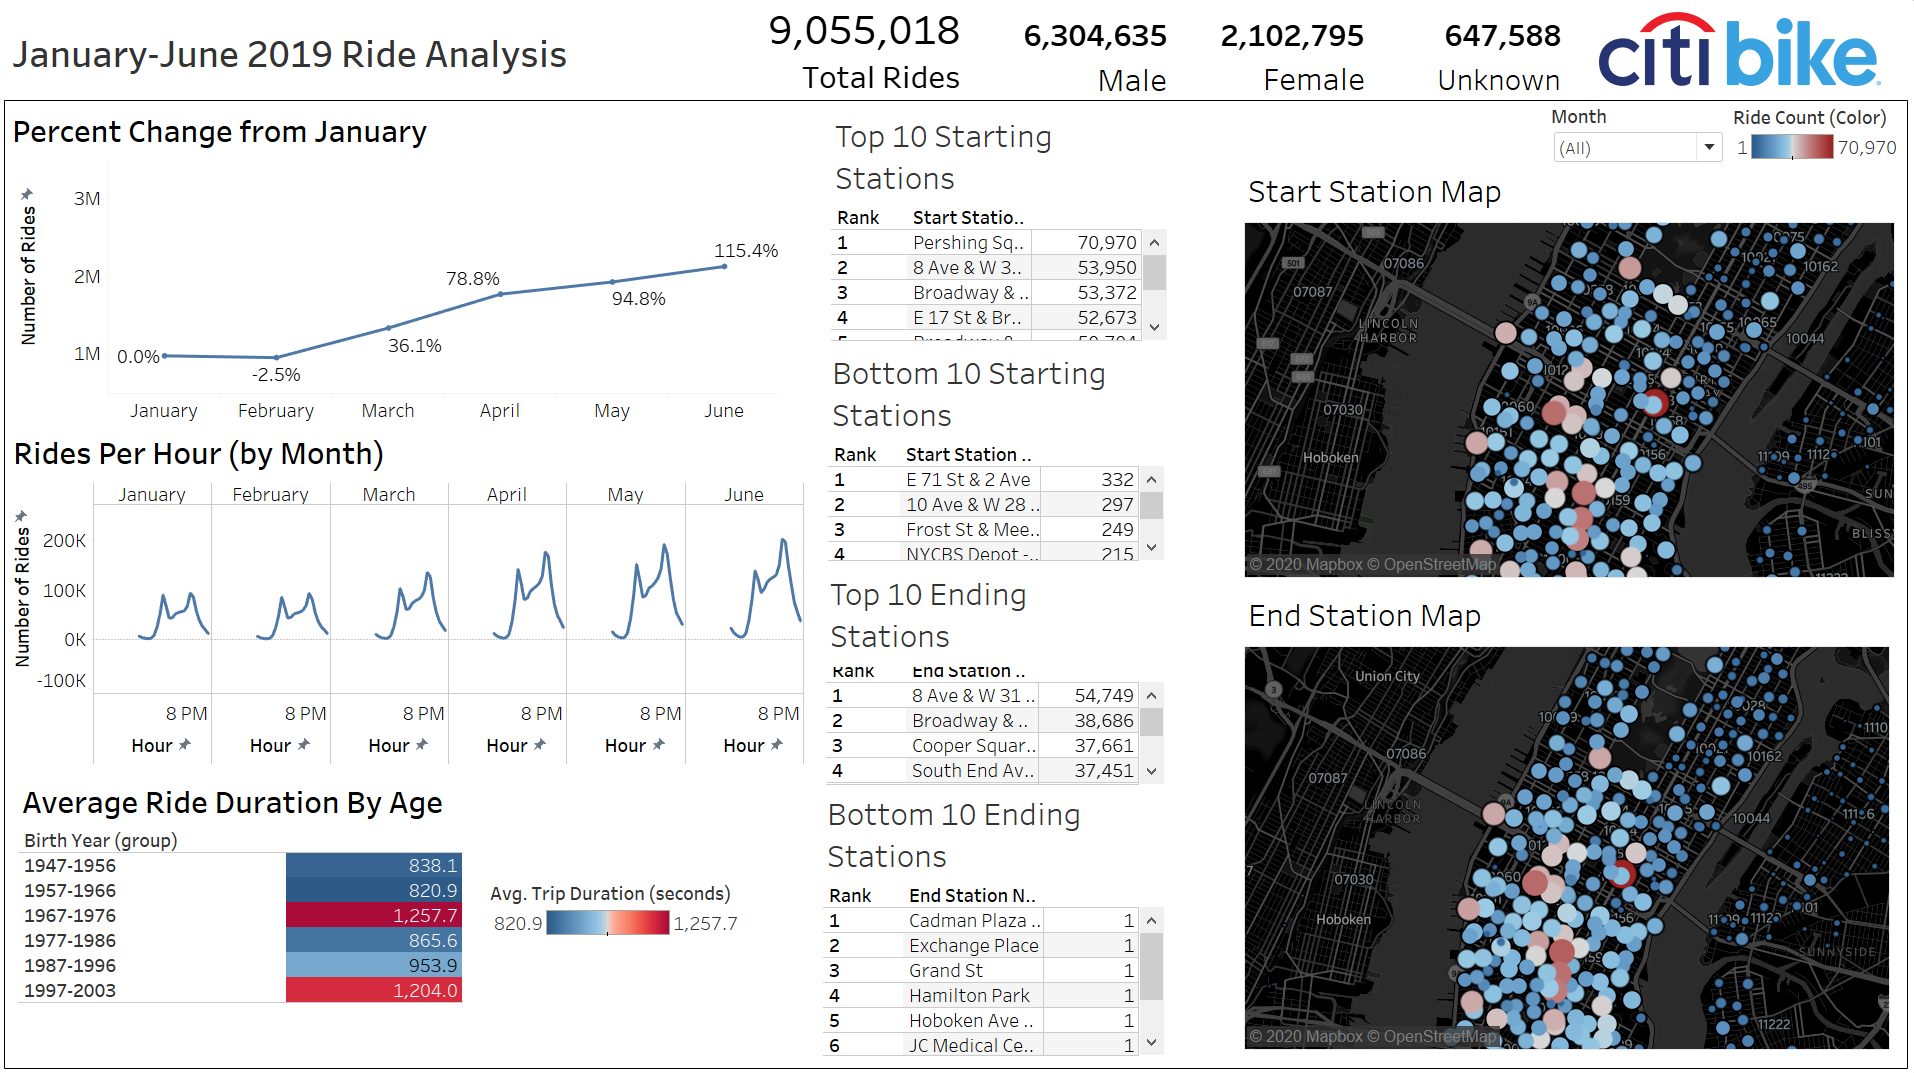 January-June 2019 Ride Analysis
9,055,018
Total Rides
6,304,635
Male
2,102,795
Female
647,588
Unknown
citi bike
Percent Change from January
Number of Rides
3M
2M
1M
0.0%
-2.5%
36.1%
78.8%
94.8%
115.4%
January February March April May June
Rides Per Hour (by Month)
January February March April May June
Number of Rides
200K
100K
0K
-100K
8 PM 8 PM 8 PM 8 PM 8 PM 8 PM
Hour Hour Hour Hour Hour Hour
Average Ride Duration By Age
Birth Year (group)
1947-1956 838.1
1957-1966 820.9
1967-1976 1,257.7
1977-1986 865.6
1987-1996 953.9
1997-2003 1,204.0
Avg. Trip Duration (seconds)
820.9 1,257.7
Top 10 Starting
Stations
Rank Start Statio..
1 Pershing Sq.. 70,970
2 8 Ave & W 3.. 53,950
3 Broadway & .. 53,372
4 E 17 St & Br.. 52,673
Bottom 10 Starting
Stations
Rank Start Station ..
1 E 71 St & 2 Ave 332
2 10 Ave & W 28 .. 297
3 Frost St & Mee.. 249
4 NYCBS Depot -.. 215
Top 10 Ending
Stations
Rank End Station ..
1 8 Ave & W 31 .. 54,749
2 Broadway & .. 38,686
3 Cooper Squar.. 37,661
4 South End Av.. 37,451
Bottom 10 Ending
Stations
Rank End Station N..
1 Cadman Plaza .. 1
2 Exchange Place 1
3 Grand St 1
4 Hamilton Park 1
5 Hoboken Ave .. 1
6 JC Medical Ce.. 1
Month
(All)
Ride Count (Color)
1 70,970
Start Station Map
501
07086
07087
10162
LINCOLN
HARBOR
9A
10065
10044
07030
Hoboken
495
© 2020 Mapbox © OpenStreetMap
End Station Map
Union City
3
07086
10162
07087
LINCOLN
HARBOR
9A
10044
07030
Hoboken
SUNNYSIDE
11222
© 2020 Mapbox © OpenStreetMap